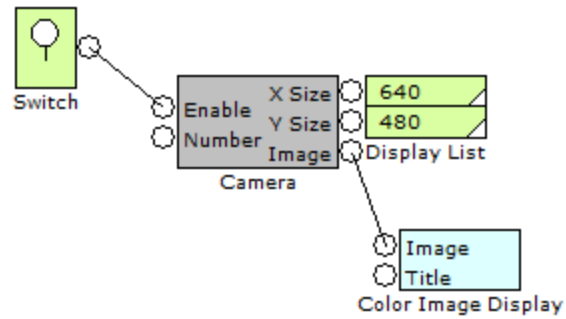 Switch
Enable
Number
X Size
Y Size
Image
Camera
640
480
Display List
Image
Title
Color Image Display